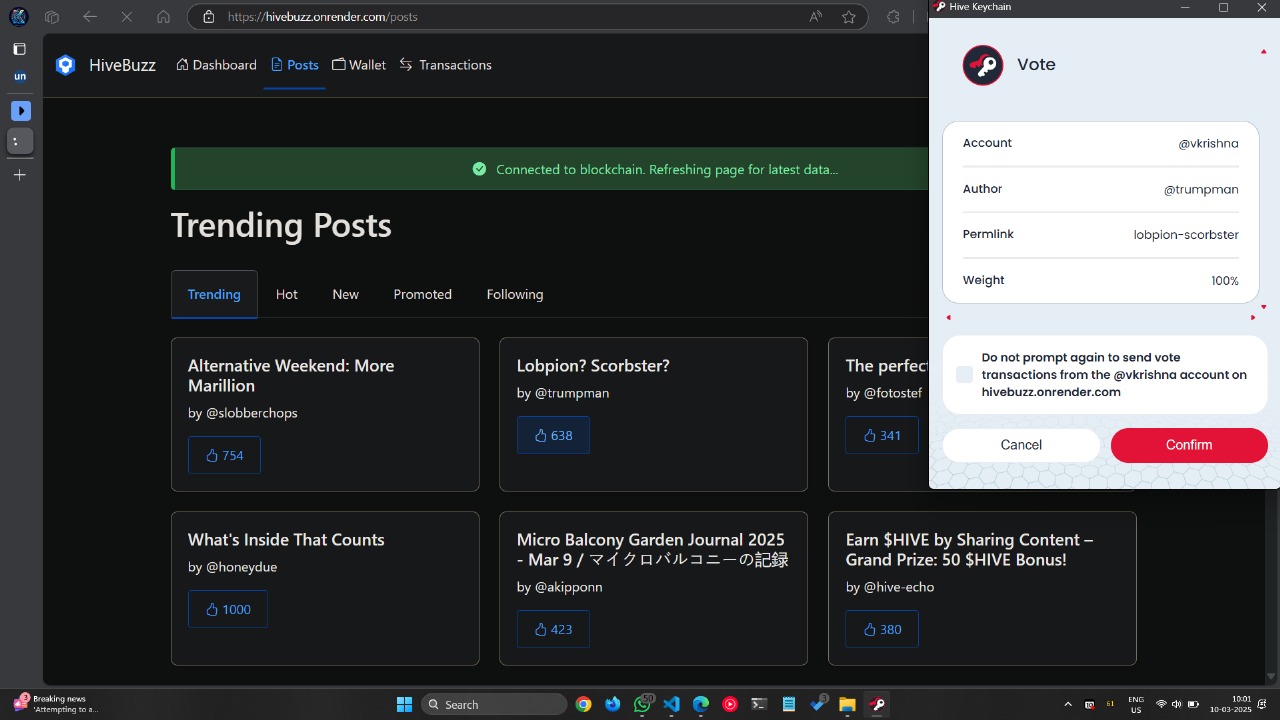 https://hivebuzz.onrender.com/posts
Hive Keychain
un
HiveBuzz
Dashboard
Posts
Wallet
Transactions
Vote
Account
@vkrishna
Author
@trumpman
Permlink
lobpion-scorbster
Weight
100%
Do not prompt again to send vote
transactions from the @vkrishna account on
hivebuzz.onrender.com
Cancel
Confirm
Connected to blockchain. Refreshing page for latest data...
Trending Posts
Trending
Hot
New
Promoted
Following
Alternative Weekend: More
Marillion
by @slobberchops
754
Lobpion? Scorbster?
by @trumpman
638
The perfect
by @fotostef
341
What's Inside That Counts
by @honeydue
1000
Micro Balcony Garden Journal 2025
- Mar 9 / マイクロバルコニーの記録
by @akipponn
423
Earn $HIVE by Sharing Content –
Grand Prize: 50 $HIVE Bonus!
by @hive-echo
380
3
Breaking news
'Attempting to a...
Search
50
3
ENG
US
61
10:01
10-03-2025